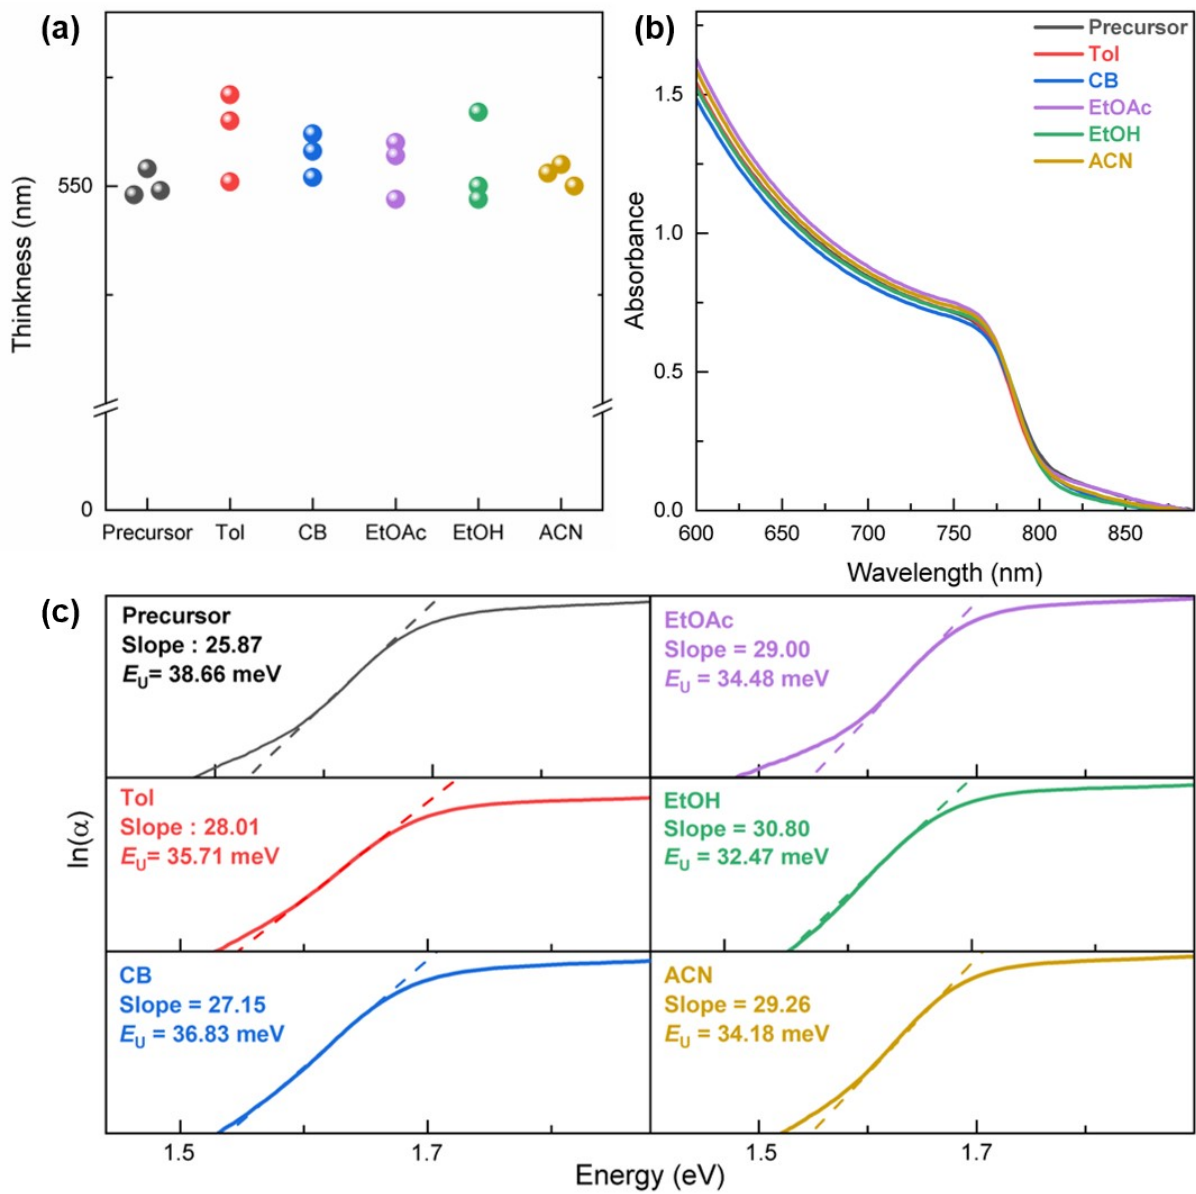 (a)
Thinkness (nm)
550
0
Precursor Tol CB EtOAc EtOH ACN
(b)
Absorbance
1.5
1.0
0.5
0.0
600 650 700 750 800 850
Wavelength (nm)
Precursor
Tol
CB
EtOAc
EtOH
ACN
(c)
ln(α)
Precursor
Slope : 25.87
EU= 38.66 meV
EtOAc
Slope = 29.00
EU = 34.48 meV
Tol
Slope : 28.01
EU= 35.71 meV
EtOH
Slope = 30.80
EU = 32.47 meV
CB
Slope = 27.15
EU = 36.83 meV
ACN
Slope = 29.26
EU = 34.18 meV
1.5 1.7 1.5 1.7
Energy (eV)